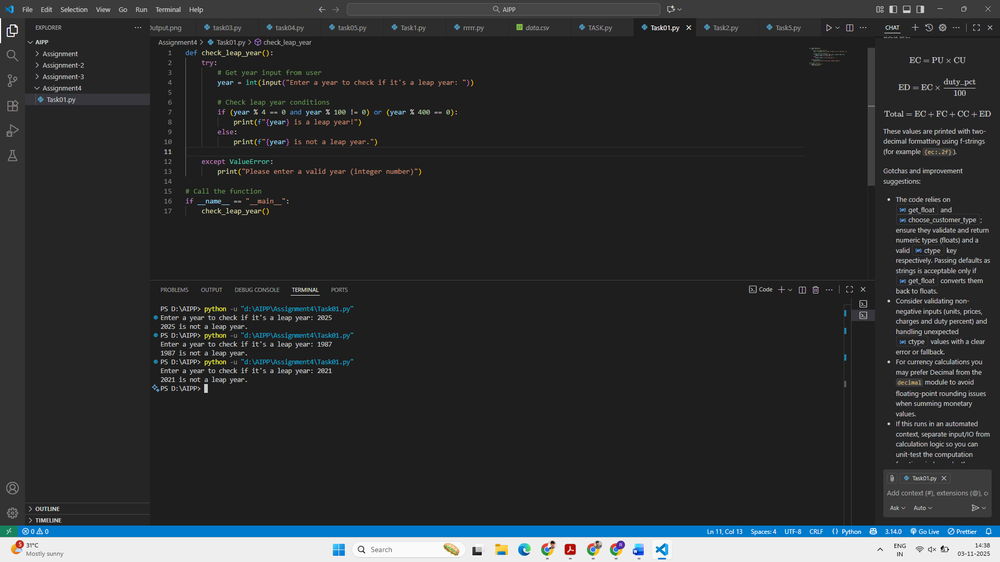 File Edit Selection View Go Run Terminal Help
AIPP
EXPLORER
AIPP
Assignment
Assignment-2
Assignment-3
Assignment4
Task01.py
OUTLINE
TIMELINE
Output.png task03.py task04.py task05.py Task1.py rrrrr.py data.csv TASK.py Task01.py Task2.py Task5.py
Assignment4 > Task01.py > check_leap_year
1 def check_leap_year():
2 try:
3 # Get year input from user
4 year = int(input("Enter a year to check if it's a leap year: "))
5
6 # Check leap year conditions
7 if (year % 4 == 0 and year % 100 != 0) or (year % 400 == 0):
8 print(f"{year} is a leap year!")
9 else:
10 print(f"{year} is not a leap year.")
11
12 except ValueError:
13 print("Please enter a valid year (integer number)")
14
15 # Call the function
16 if __name__ == "__main__":
17 check_leap_year()
PROBLEMS OUTPUT DEBUG CONSOLE TERMINAL PORTS
Code
PS D:\AIPP> python -u "d:\AIPP\Assignment4\Task01.py"
Enter a year to check if it's a leap year: 2025
2025 is not a leap year.
PS D:\AIPP> python -u "d:\AIPP\Assignment4\Task01.py"
Enter a year to check if it's a leap year: 1987
1987 is not a leap year.
PS D:\AIPP> python -u "d:\AIPP\Assignment4\Task01.py"
Enter a year to check if it's a leap year: 2021
2021 is not a leap year.
PS D:\AIPP>
CHAT
used are:
EC = PU × CU
ED = EC × duty_pct / 100
Total = EC + FC + CC + ED
These values are printed with two-
decimal formatting using f-strings
(for example {ec:.2f}).
Gotchas and improvement
suggestions:
• The code relies on
get_float and
choose_customer_type ;
ensure they validate and return
numeric types (floats) and a
valid ctype key
respectively. Passing defaults as
strings is acceptable only if
get_float converts them
back to floats.
• Consider validating non-
negative inputs (units, prices,
charges and duty percent) and
handling unexpected
ctype values with a clear
error or fallback.
• For currency calculations you
may prefer Decimal from the
decimal module to avoid
floating-point rounding issues
when summing monetary
values.
• If this runs in an automated
context, separate input/IO from
calculation logic so you can
unit-test the computation
Task01.py
Add context (#), extensions (@), c
Ask Auto
0 0
Ln 11, Col 13 Spaces: 4 UTF-8 CRLF {} Python 3.14.0 Go Live Prettier
5
31°C
Mostly sunny
Search
R
ENG
IN
14:38
03-11-2025